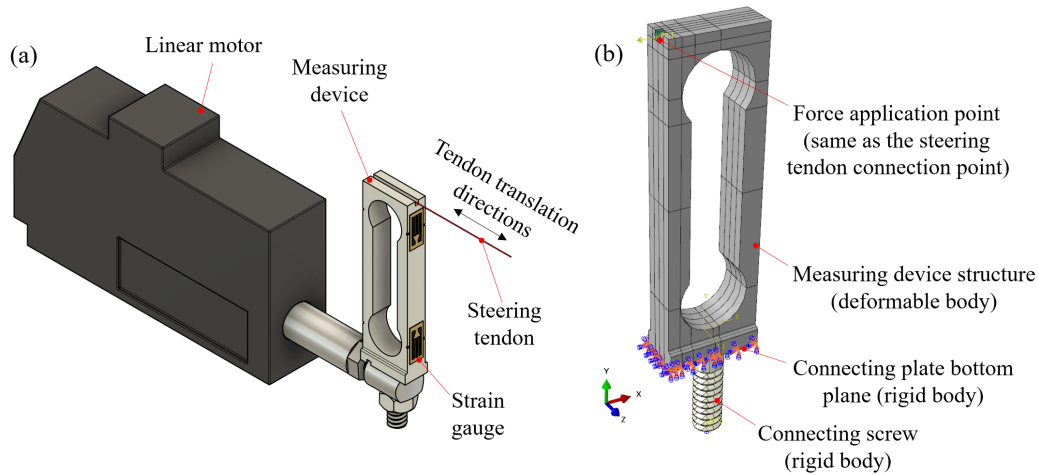 (a)
Linear motor
Measuring
device
Tendon translation
directions
Steering
tendon
Strain
gauge
(b)
Force application point
(same as the steering
tendon connection point)
Measuring device structure
(deformable body)
Connecting plate bottom
plane (rigid body)
Connecting screw
(rigid body)
Y
X
Z